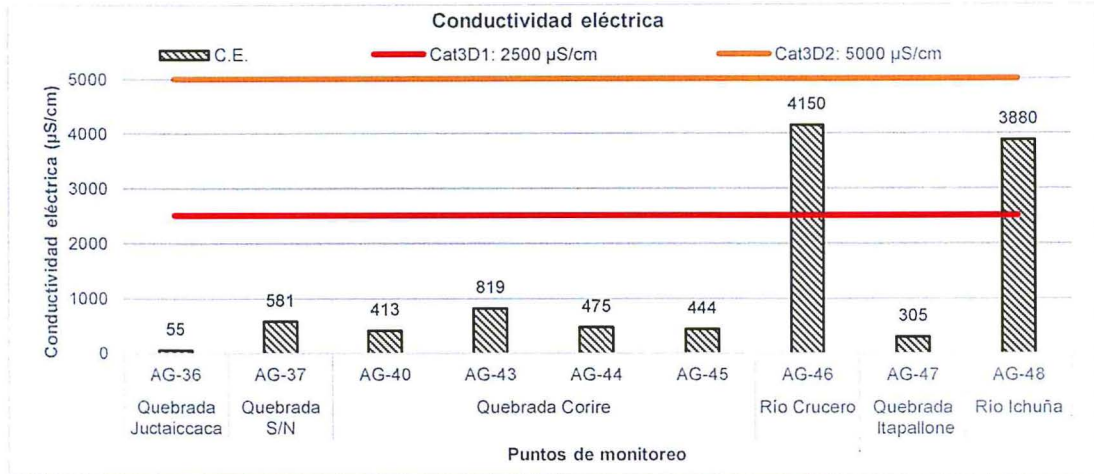 Conductividad eléctrica
C.E.
Cat3D1: 2500 µS/cm
Cat3D2: 5000 µS/cm
Conductividad eléctrica (µS/cm)
5000
4000
3000
2000
1000
0
55
581
413
819
475
444
4150
305
3880
AG-36 AG-37 AG-40 AG-43 AG-44 AG-45 AG-46 AG-47 AG-48
Quebrada Juctaiccaca
Quebrada S/N
Quebrada Corire
Río Crucero
Quebrada Itapallone
Río Ichuña
Puntos de monitoreo